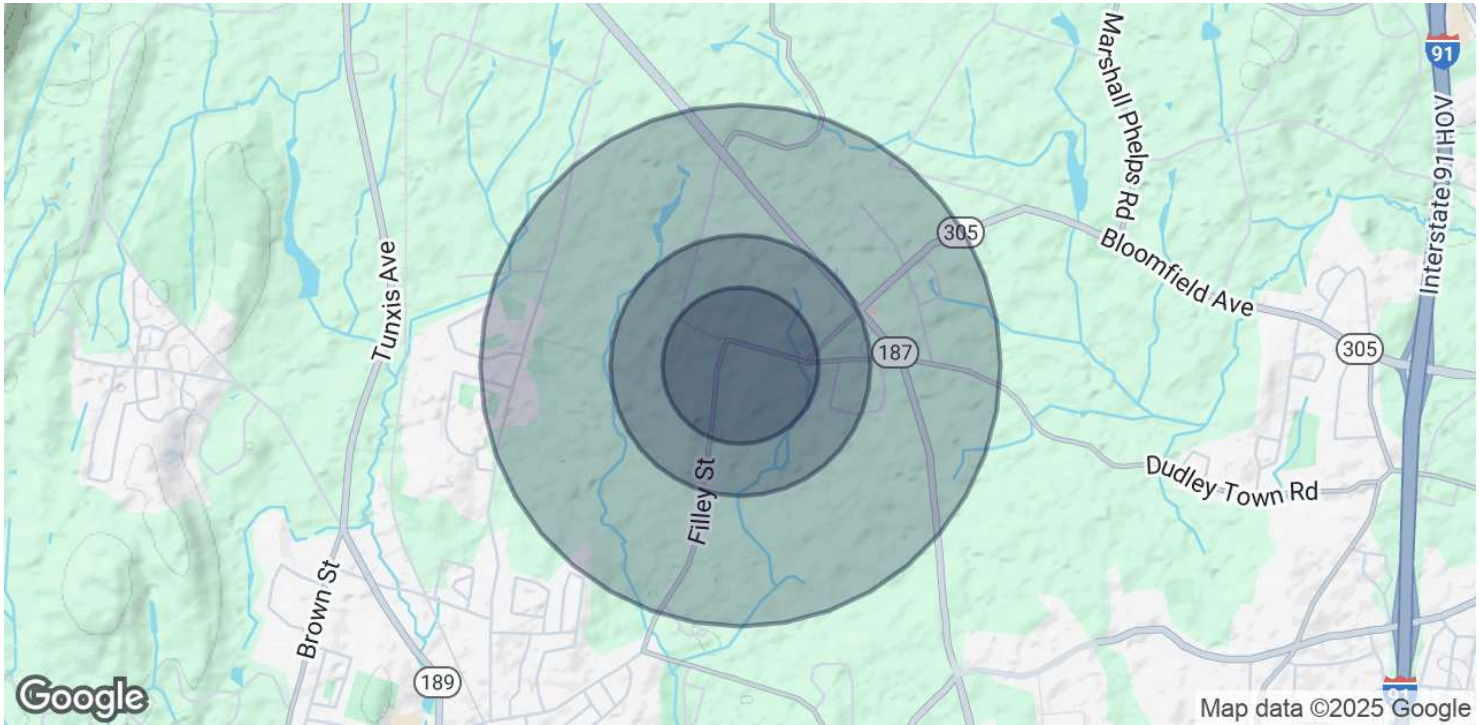 91
Marshall Phelps Rd
Interstate 91 HOV
305
Bloomfield Ave
Tunxis Ave
305
187
Filley St
Dudley Town Rd
Brown St
189
91
Google
Map data ©2025 Google